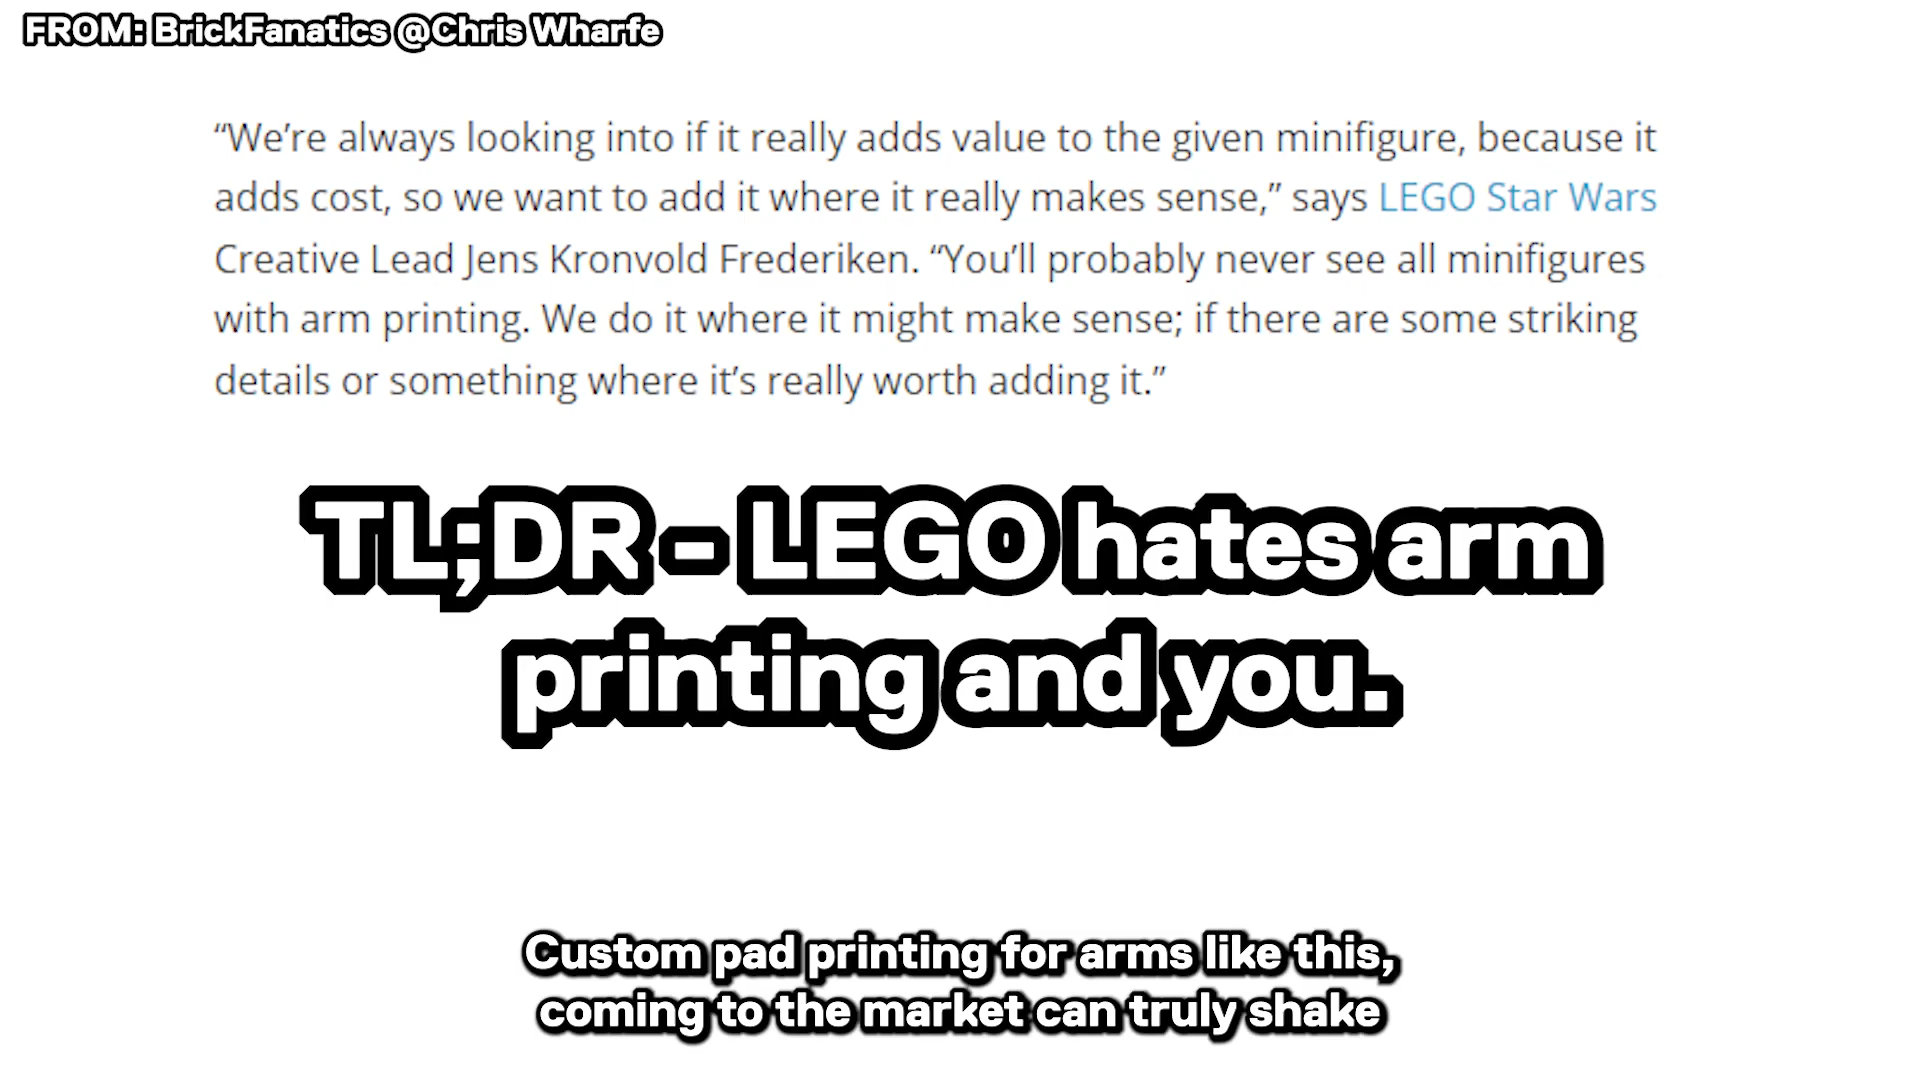 FROM: BrickFanatics @Chris Wharfe
“We’re always looking into if it really adds value to the given minifigure, because it
adds cost, so we want to add it where it really makes sense,” says LEGO Star Wars
Creative Lead Jens Kronvold Frederiken. “You’ll probably never see all minifigures
with arm printing. We do it where it might make sense; if there are some striking
details or something where it’s really worth adding it.”
TL;DR - LEGO hates arm
printing and you.
Custom pad printing for arms like this,
coming to the market can truly shake